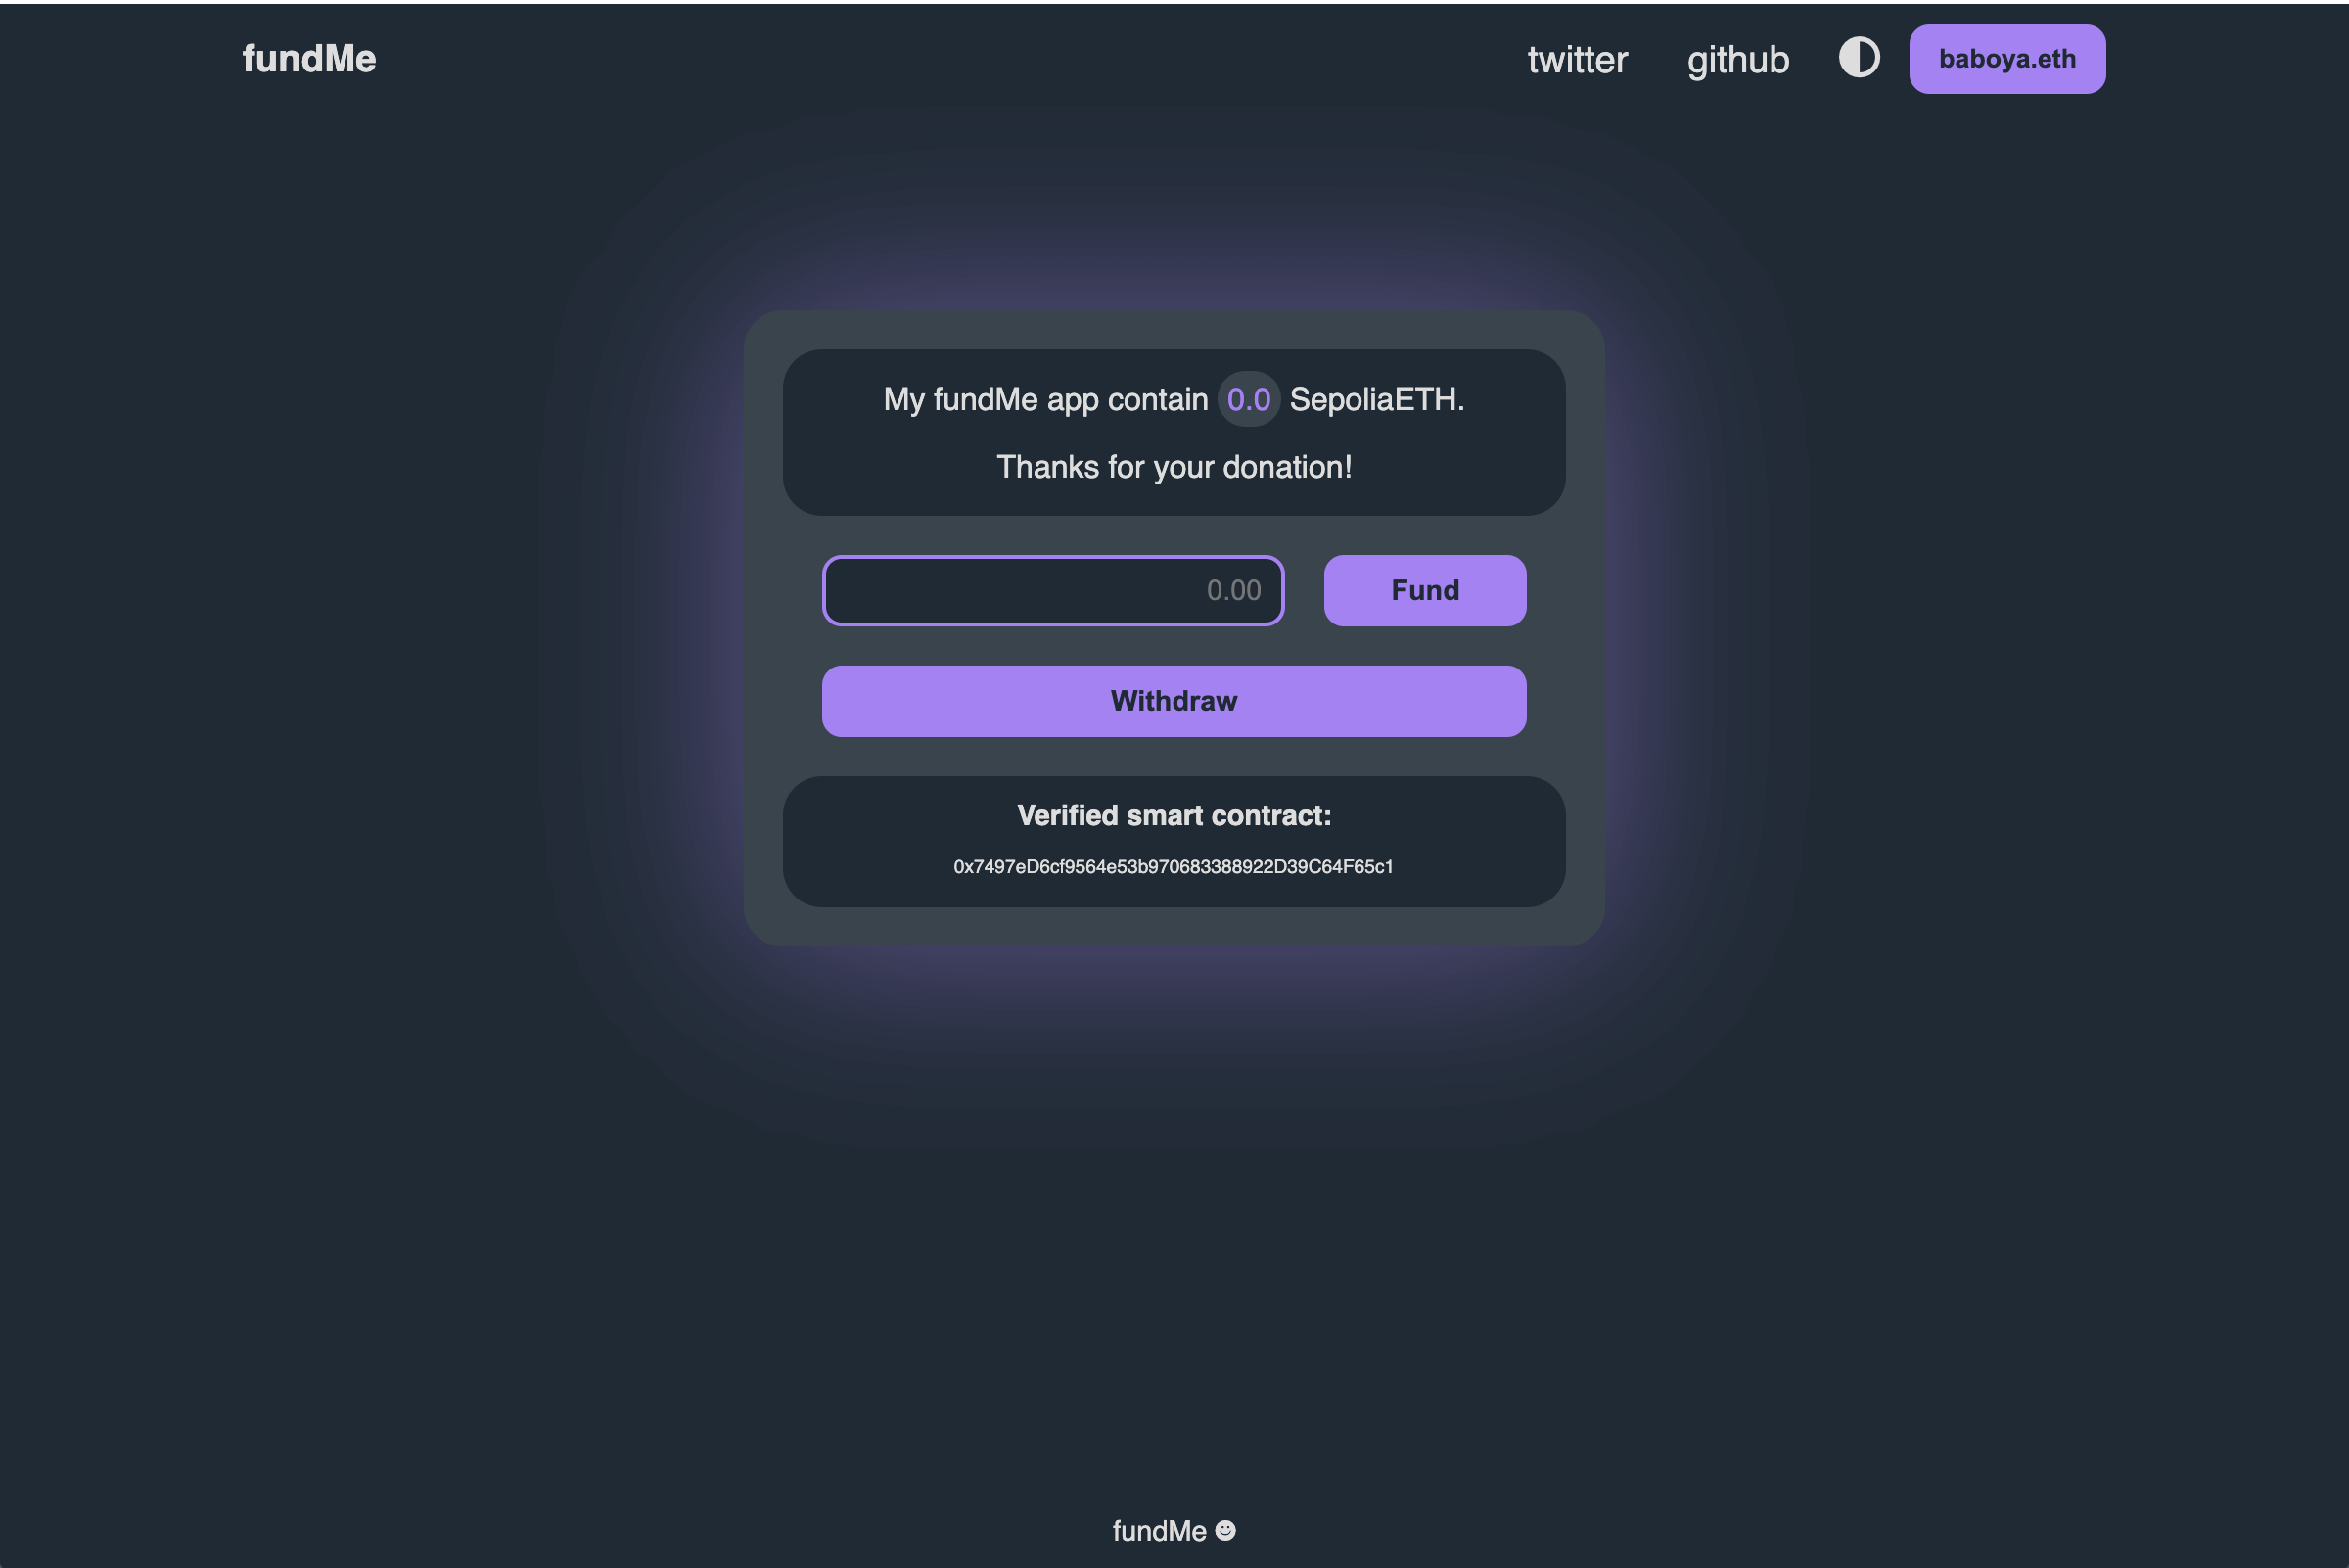 fundMe
twitter
github
baboya.eth
My fundMe app contain 0.0 SepoliaETH.
Thanks for your donation!
0.00
Fund
Withdraw
Verified smart contract:
0x7497eD6cf9564e53b970683388922D39C64F65c1
fundMe ☻